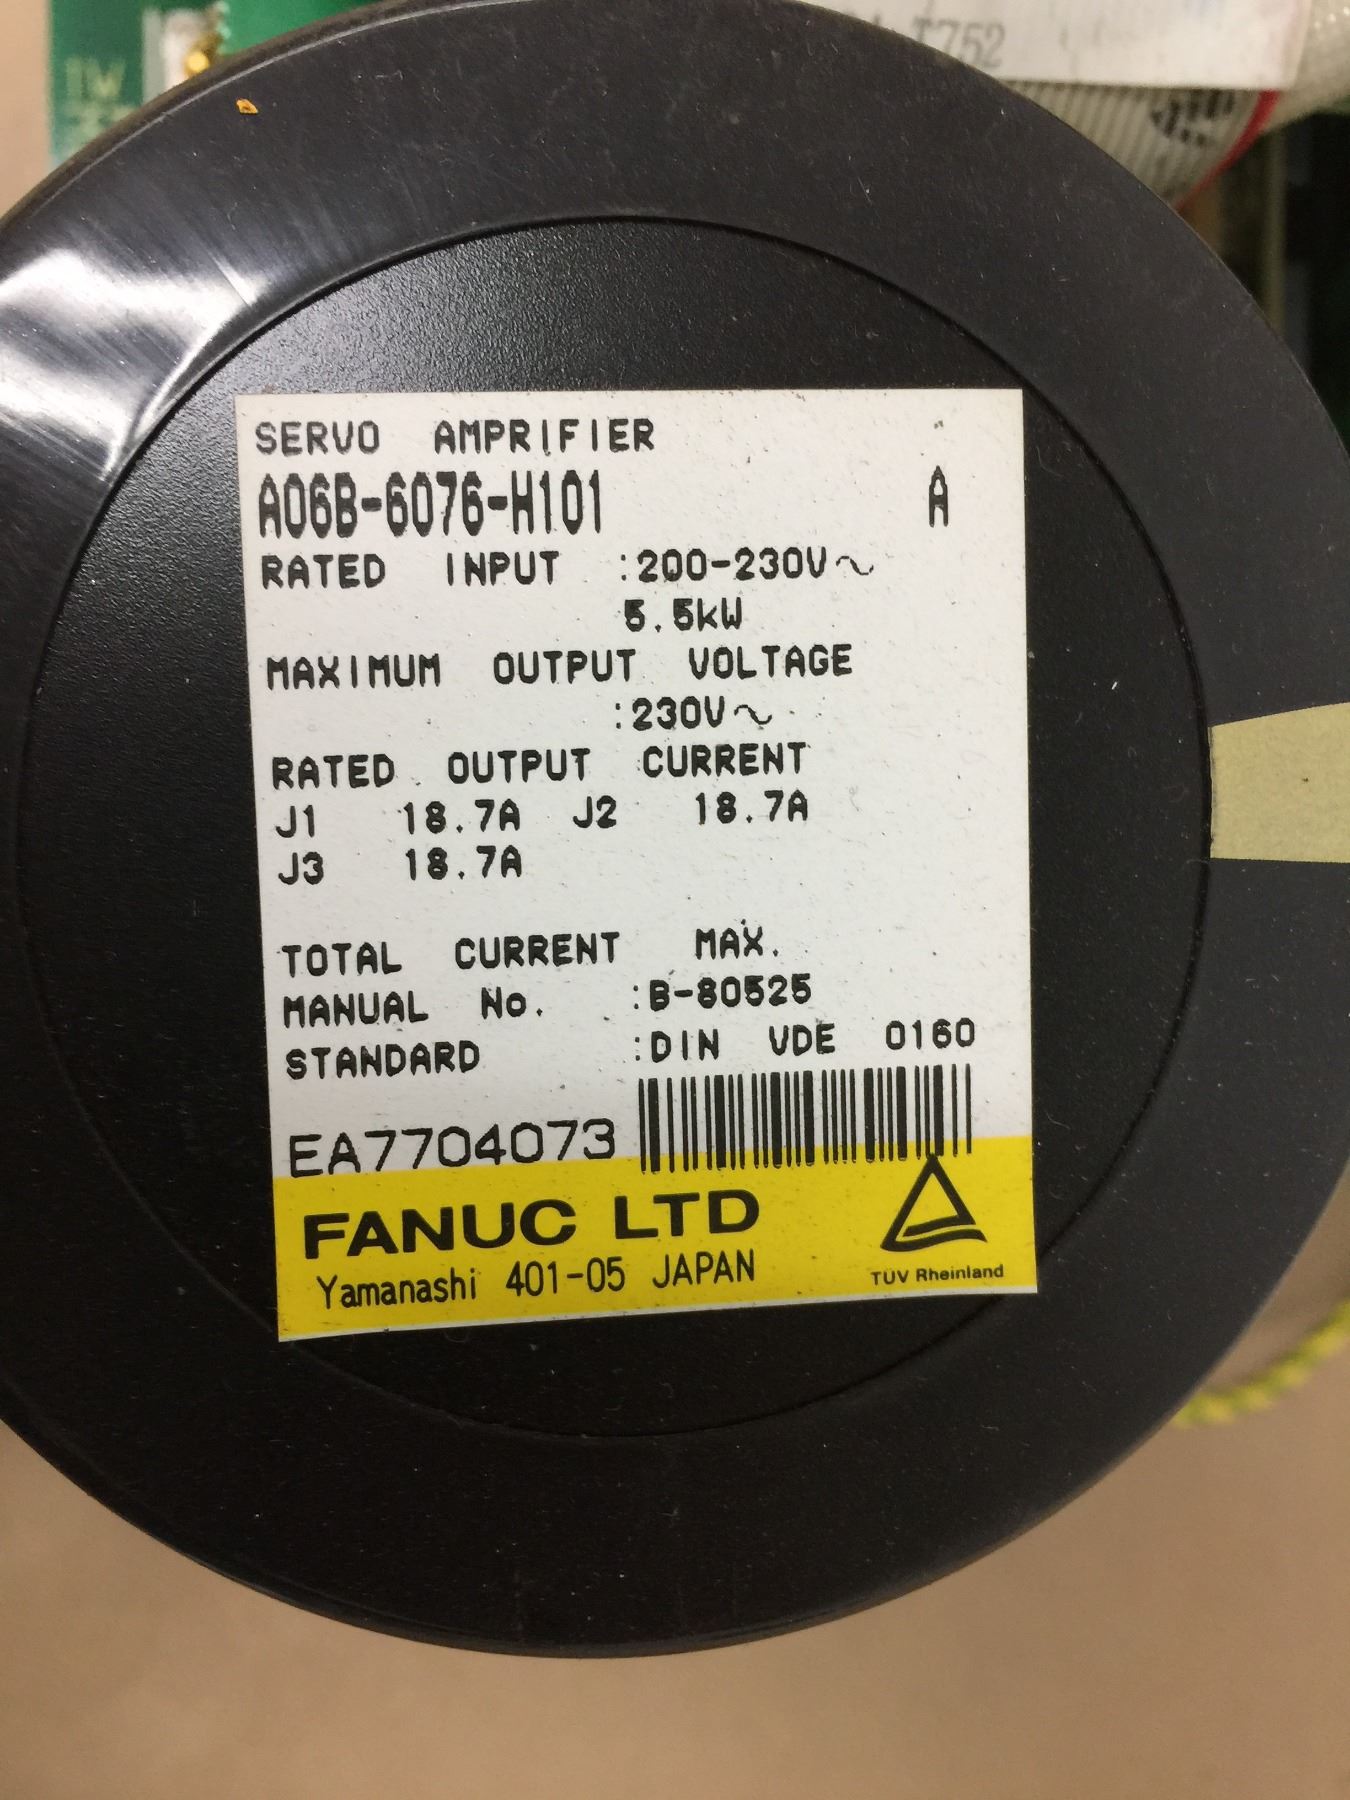 T752
SERVO AMPRIFIER
A06B-6076-H101 A
RATED INPUT :200-230V~
5.5kW
MAXIMUM OUTPUT VOLTAGE
:230V~
RATED OUTPUT CURRENT
J1 18.7A J2 18.7A
J3 18.7A
TOTAL CURRENT MAX.
MANUAL No. :B-80525
STANDARD :DIN VDE 0160
EA7704073
FANUC LTD
Yamanashi 401-05 JAPAN
TÜV Rheinland